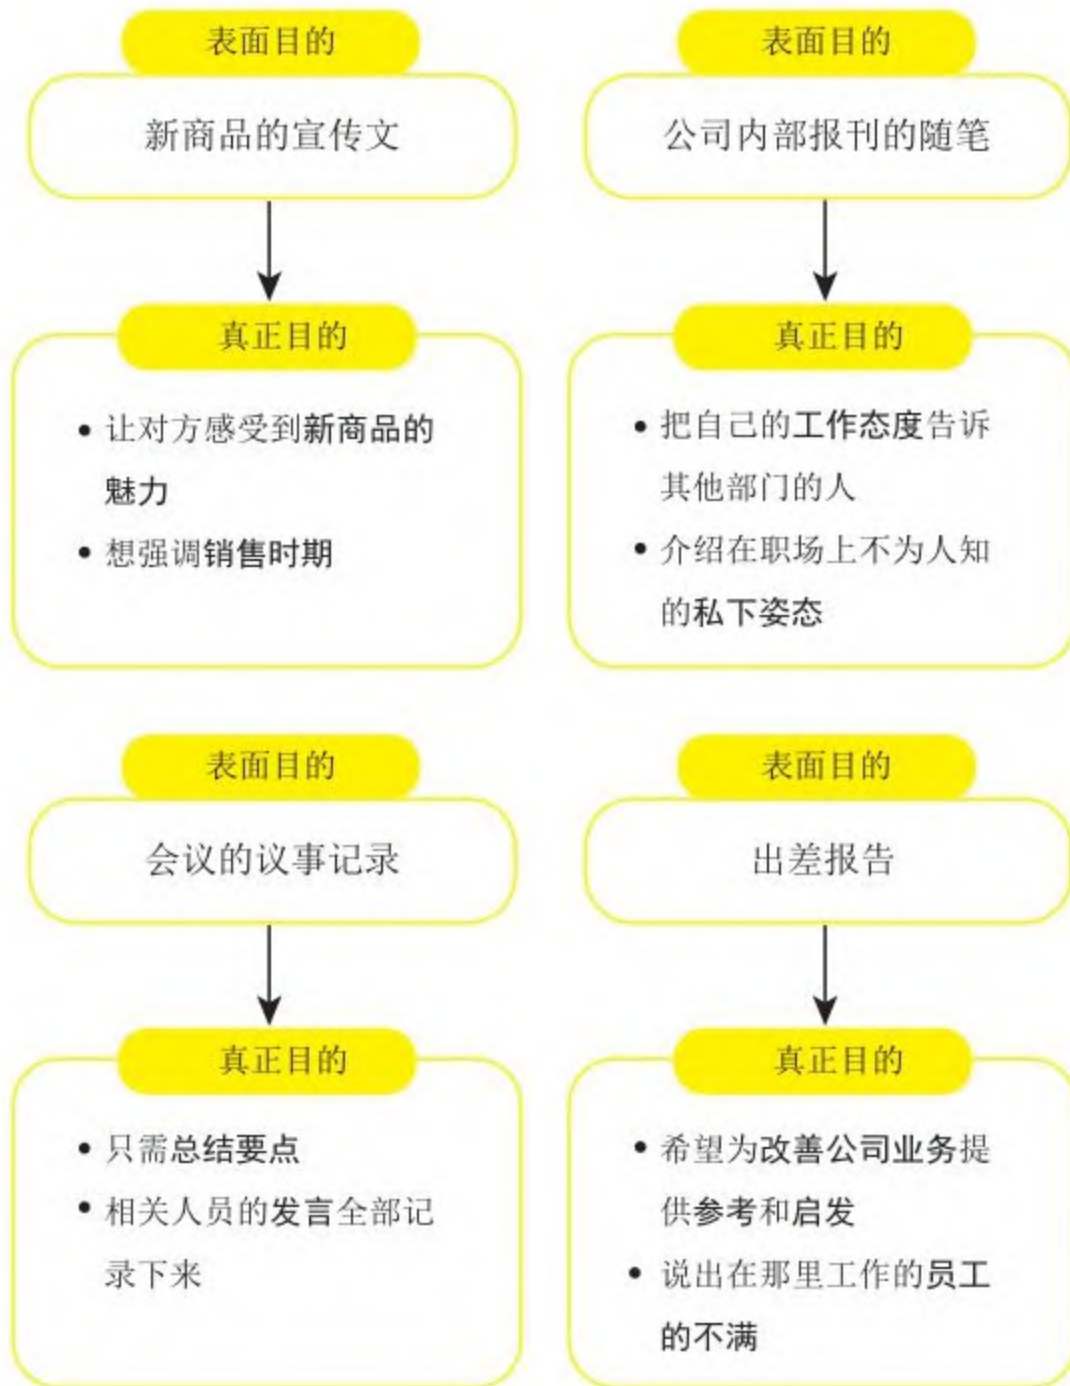 表面目的
新商品的宣传文
真正目的
• 让对方感受到新商品的
魅力
• 想强调销售时期
表面目的
公司内部报刊的随笔
真正目的
• 把自己的工作态度告诉
其他部门的人
• 介绍在职场上不为人知
的私下姿态
表面目的
会议的议事记录
真正目的
• 只需总结要点
• 相关人员的发言全部记
录下来
表面目的
出差报告
真正目的
• 希望为改善公司业务提
供参考和启发
• 说出在那里工作的员工
的不满